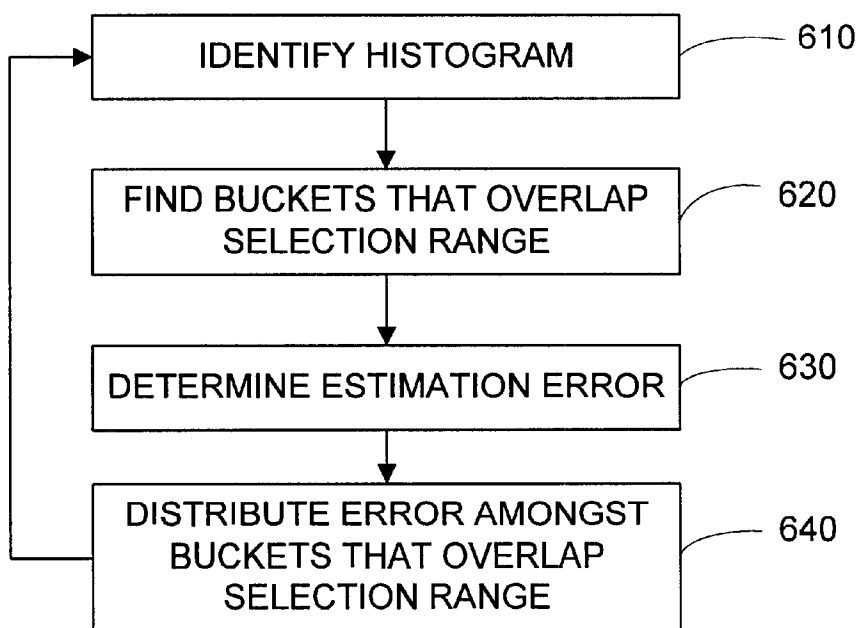 IDENTIFY HISTOGRAM
610
FIND BUCKETS THAT OVERLAP
SELECTION RANGE
620
DETERMINE ESTIMATION ERROR
630
DISTRIBUTE ERROR AMONGST
BUCKETS THAT OVERLAP
SELECTION RANGE
640